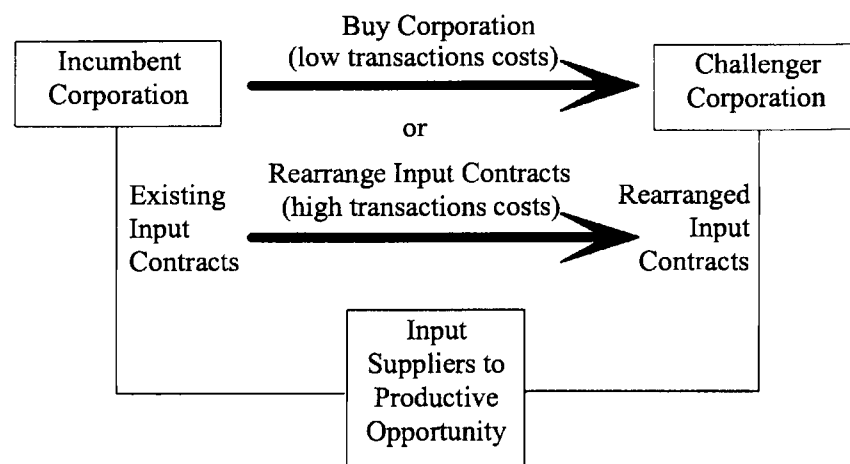 Buy Corporation
(low transactions costs)
Incumbent
Corporation
Challenger
Corporation
or
Rearrange Input Contracts
(high transactions costs)
Existing
Input
Contracts
Rearranged
Input
Contracts
Input
Suppliers to
Productive
Opportunity